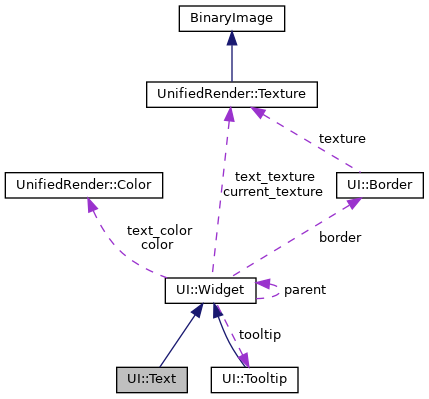 BinaryImage
UnifiedRender::Texture
texture
UnifiedRender::Color
text_texture
current_texture
UI::Border
text_color
color
border
UI::Widget
parent
tooltip
UI::Text
UI::Tooltip